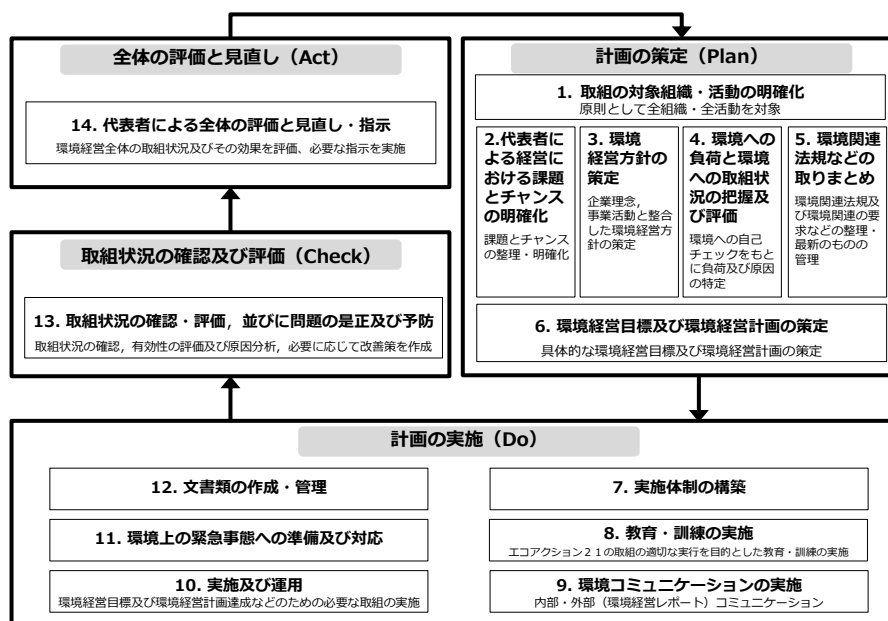 全体の評価と見直し（Act）
14. 代表者による全体の評価と見直し・指示
環境経営全体の取組状況及びその効果を評価、必要な指示を実施
取組状況の確認及び評価（Check）
13. 取組状況の確認・評価，並びに問題の是正及び予防
取組状況の確認，有効性の評価及び原因分析，必要に応じて改善策を作成
計画の策定（Plan）
1. 取組の対象組織・活動の明確化
原則として全組織・全活動を対象
2.代表者に
よる経営に
おける課題
とチャンス
の明確化
課題とチャンス
の整理・明確化
3. 環境
経営方針の
策定
企業理念，
事業活動と整合
した環境経営方
針の策定
4. 環境への
負荷と環境
への取組状
況の把握及
び評価
環境への自己
チェックをもと
に負荷及び原因
の特定
5. 環境関連
法規などの
取りまとめ
環境関連法規及
び環境関連の要
求などの整理・
最新のものの
管理
6. 環境経営目標及び環境経営計画の策定
具体的な環境経営目標及び環境経営計画の策定
計画の実施（Do）
12. 文書類の作成・管理
11. 環境上の緊急事態への準備及び対応
10. 実施及び運用
環境経営目標及び環境経営計画達成などのための必要な取組の実施
7. 実施体制の構築
8. 教育・訓練の実施
エコアクション２１の取組の適切な実行を目的とした教育・訓練の実施
9. 環境コミュニケーションの実施
内部・外部（環境経営レポート）コミュニケーション